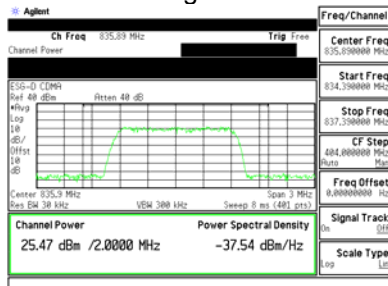 Agilent
Freq/Channel
Ch Freq 835.89 MHz Trig Free
Channel Power
Center Freq
835.890000 MHz
Start Freq
834.390000 MHz
Stop Freq
837.390000 MHz
CF Step
404.000000 MHz
Auto Man
Freq Offset
0.00000000 Hz
Signal Track
On Off
Scale Type
Log Lin
ESG-D CDMA
Ref 40 dBm Atten 40 dB
#Avg
Log
10
dB/
Offst
10
dB
Center 835.9 MHz Span 3 MHz
Res BW 30 kHz VBW 300 kHz Sweep 8 ms (401 pts)
Channel Power Power Spectral Density
25.47 dBm /2.0000 MHz -37.54 dBm/Hz